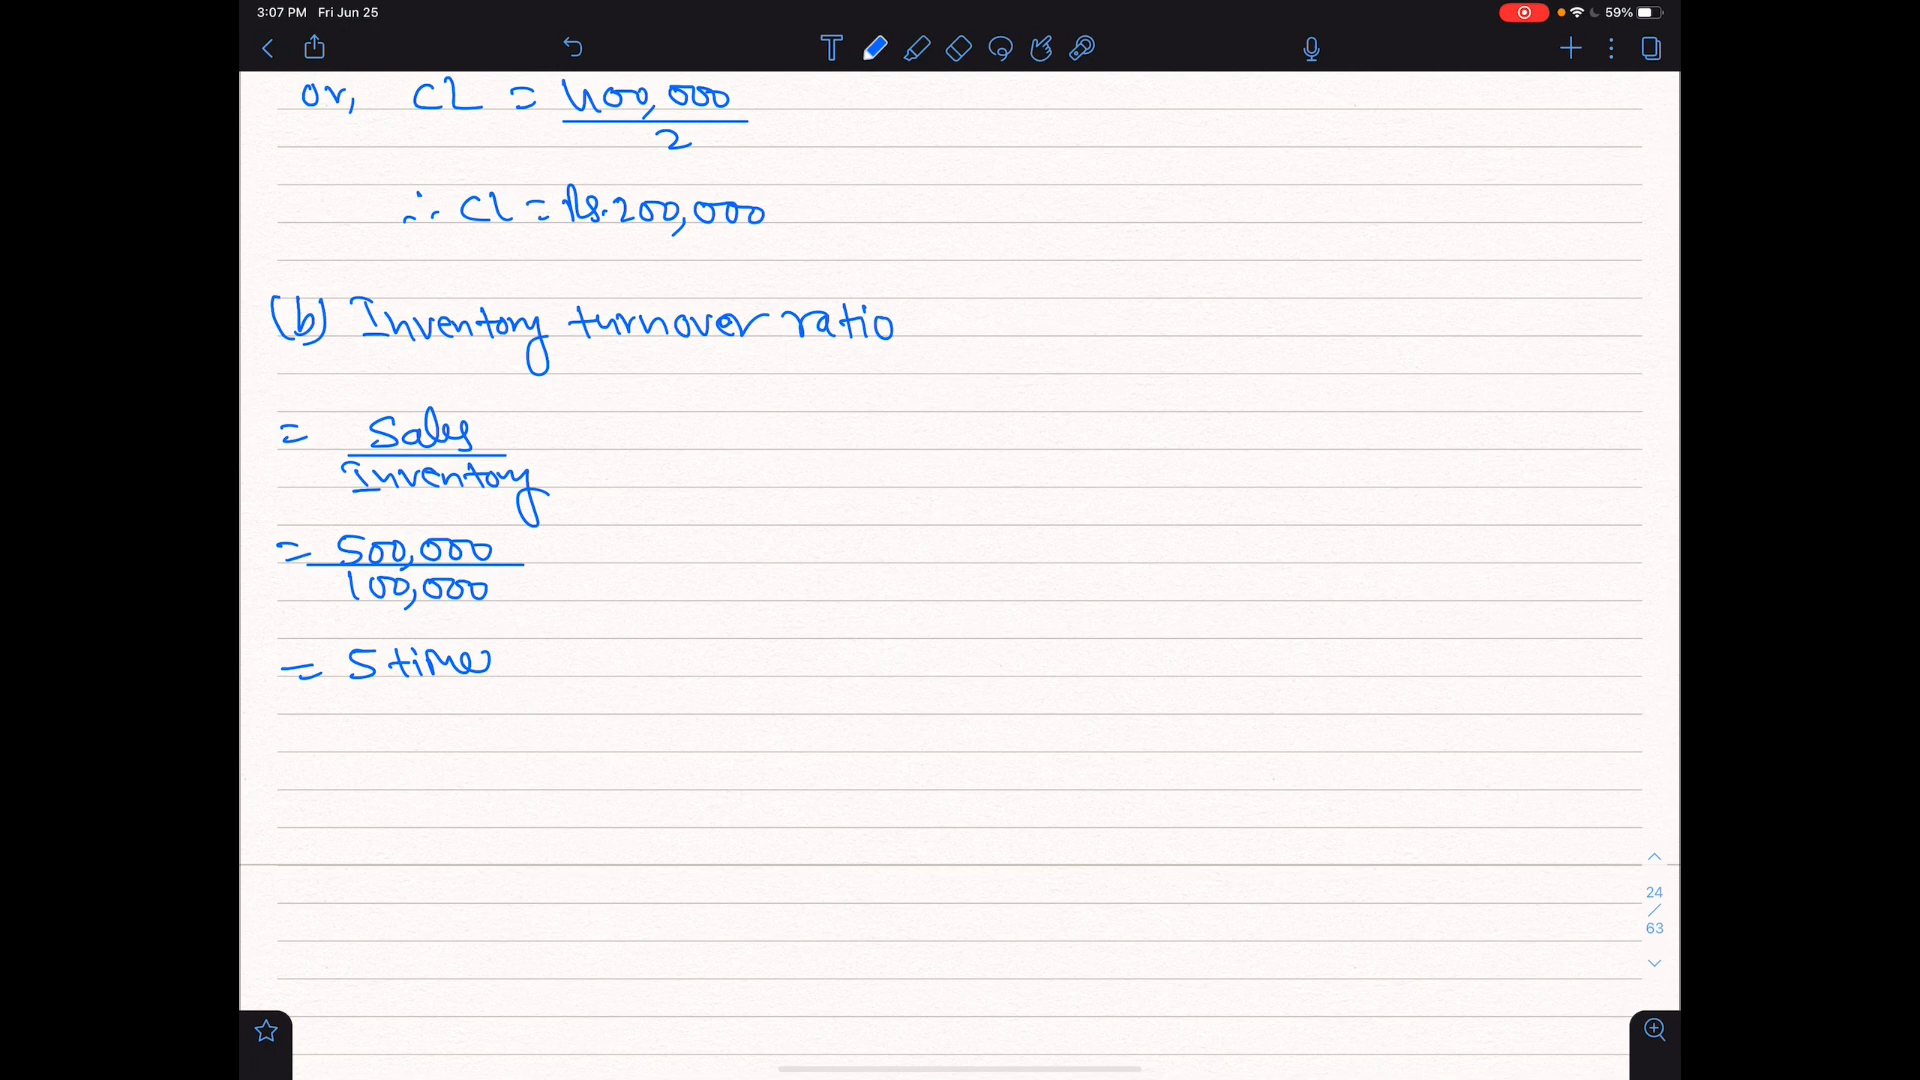 3:07 PM Fri Jun 25
59%
T
or, CL = 400,000
2
∴ CL = Rs. 200,000
(b) Inventory turnover ratio
= Sales
Inventory
= 500,000
100,000
= 5 times
24
/
63